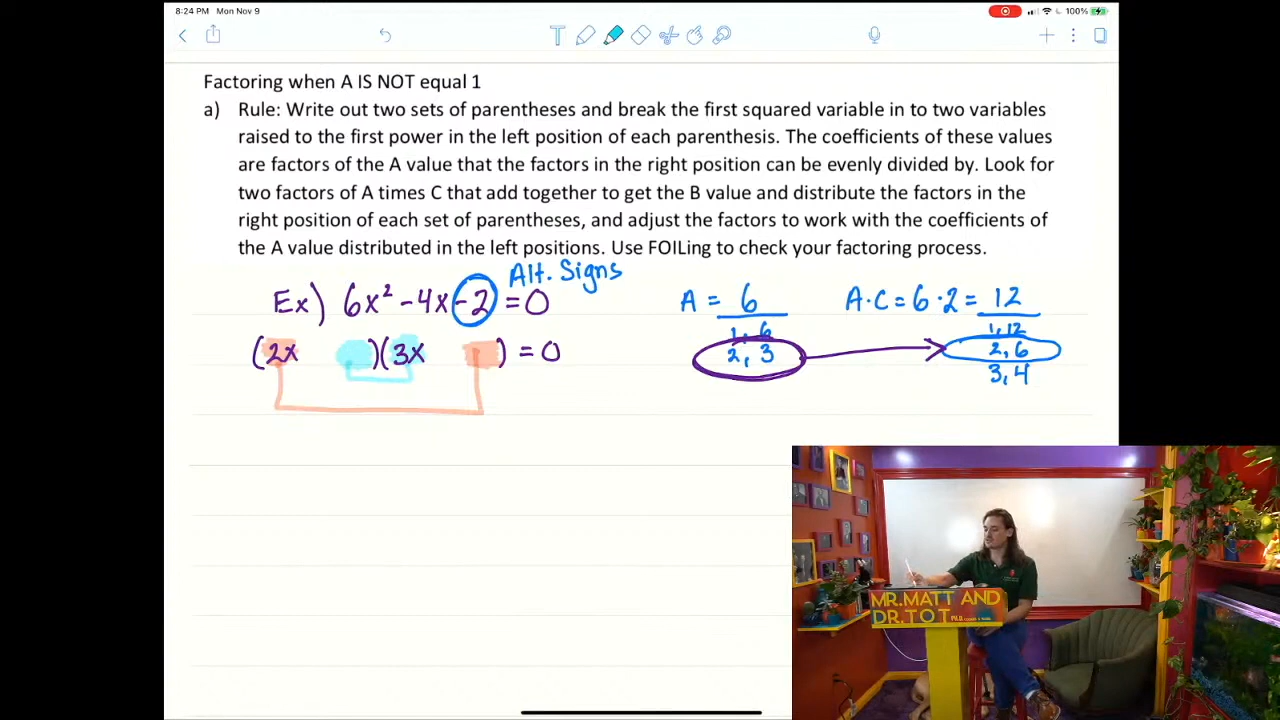 8:24 PM Mon Nov 9
100%
Factoring when A IS NOT equal 1
a) Rule: Write out two sets of parentheses and break the first squared variable in to two variables
raised to the first power in the left position of each parenthesis. The coefficients of these values
are factors of the A value that the factors in the right position can be evenly divided by. Look for
two factors of A times C that add together to get the B value and distribute the factors in the
right position of each set of parentheses, and adjust the factors to work with the coefficients of
the A value distributed in the left positions. Use FOILing to check your factoring process.
Alt. Signs
Ex) 6x² -4x -2 = 0
(2x )(3x ) = 0
A = 6
1, 6
2, 3
A·C = 6·2 = 12
1, 12
2, 6
3, 4
MR.MATT AND
DR.TOT